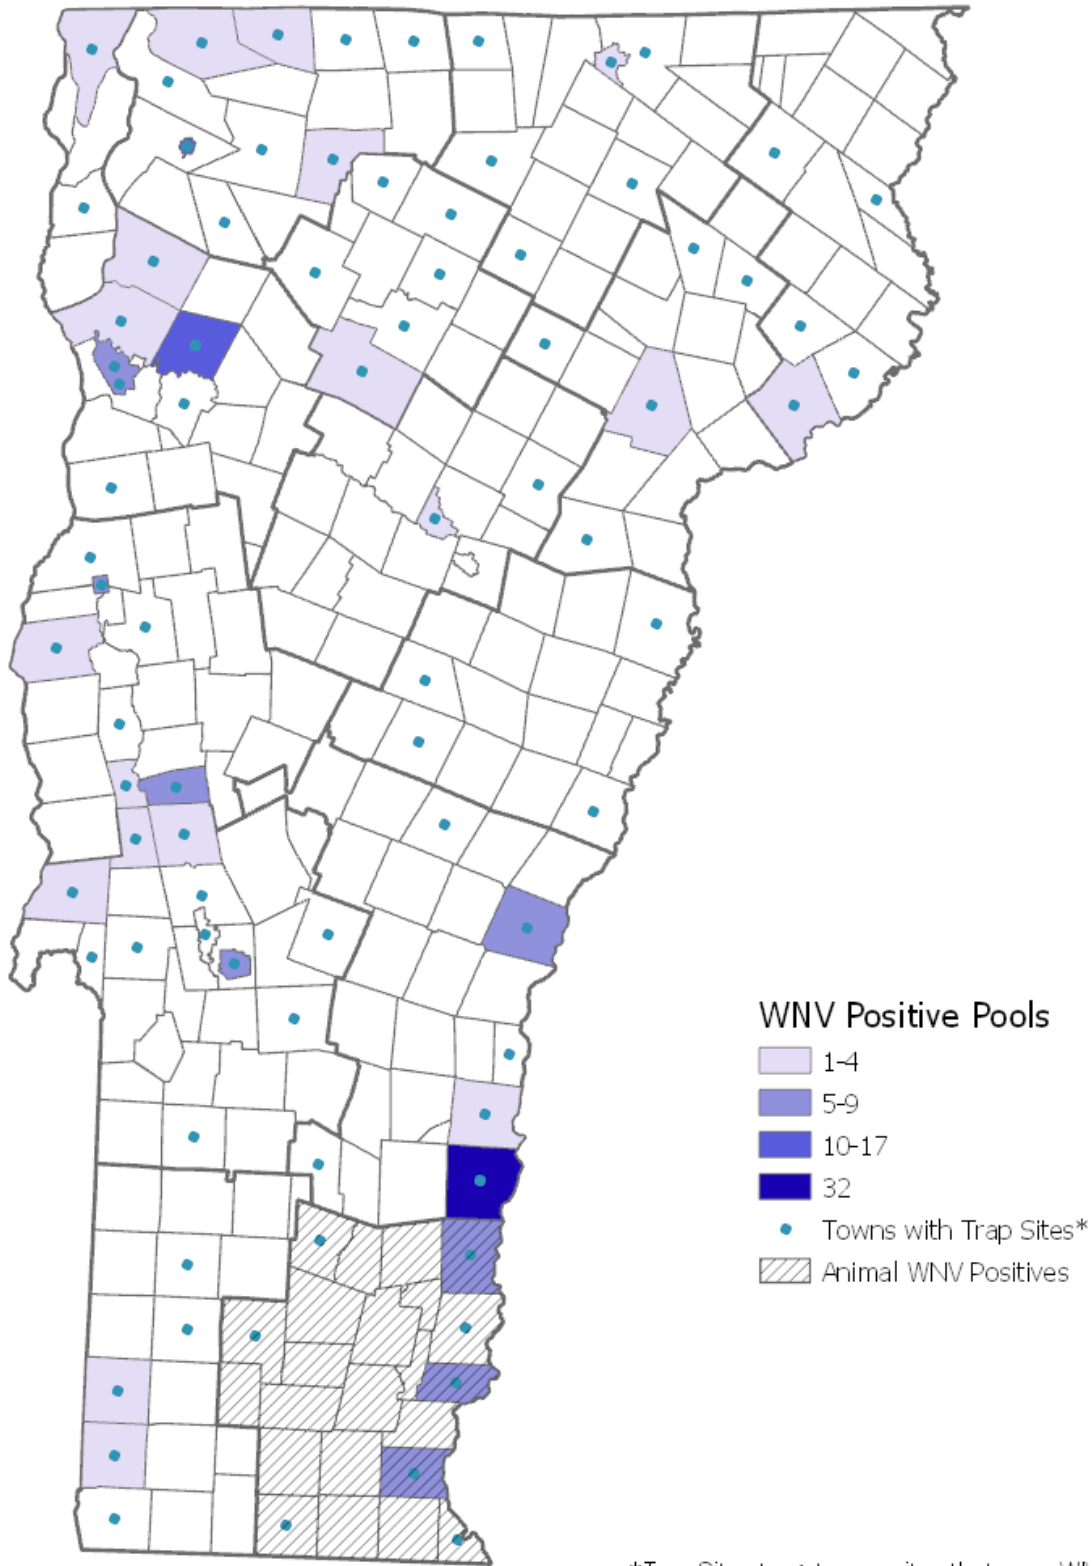 WNV Positive Pools
1-4
5-9
10-17
32
Towns with Trap Sites*
Animal WNV Positives